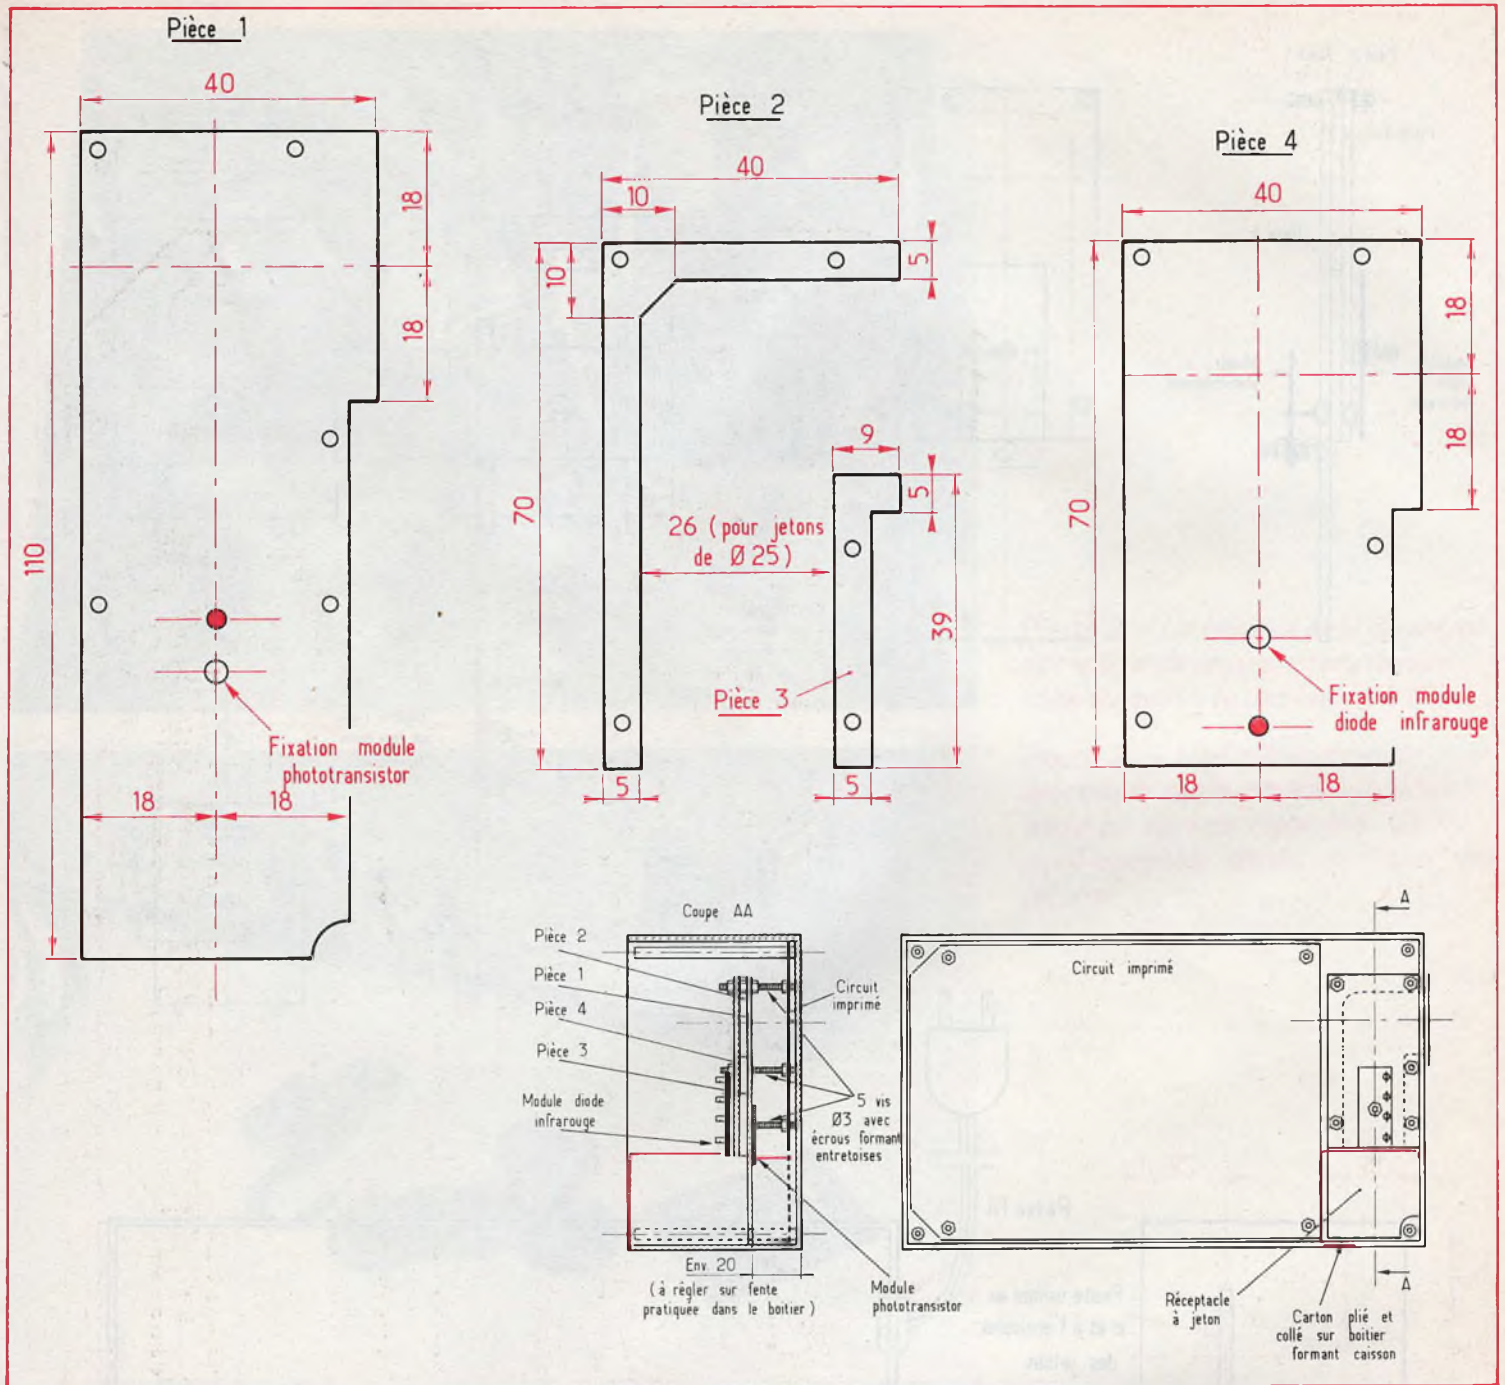 Pièce 1
40
18
18
110
Fixation module
phototransistor
18
18
Pièce 2
40
10
10
5
70
9
5
26 (pour jetons
de Ø 25)
39
Pièce 3
5
5
Pièce 4
40
18
18
70
Fixation module
diode infrarouge
18
18
Coupe AA
Pièce 2
Pièce 1
Pièce 4
Pièce 3
Module diode
infrarouge
Circuit
imprimé
5 vis
Ø3 avec
écrous formant
entretoises
Env. 20
(à règler sur fente
pratiquée dans le boitier)
Module
phototransistor
A
Circuit imprimé
A
Réceptacle
à jeton
Carton plié et
collé sur boitier
formant caisson